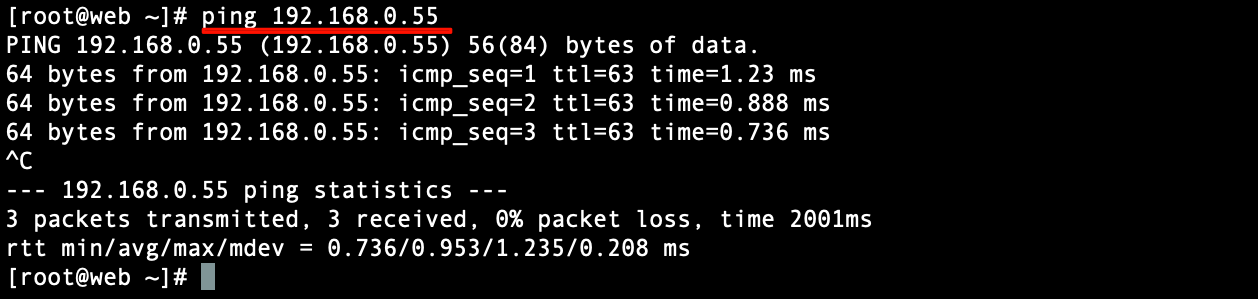 [root@web ~]# ping 192.168.0.55
PING 192.168.0.55 (192.168.0.55) 56(84) bytes of data.
64 bytes from 192.168.0.55: icmp_seq=1 ttl=63 time=1.23 ms
64 bytes from 192.168.0.55: icmp_seq=2 ttl=63 time=0.888 ms
64 bytes from 192.168.0.55: icmp_seq=3 ttl=63 time=0.736 ms
^C
--- 192.168.0.55 ping statistics ---
3 packets transmitted, 3 received, 0% packet loss, time 2001ms
rtt min/avg/max/mdev = 0.736/0.953/1.235/0.208 ms
[root@web ~]#